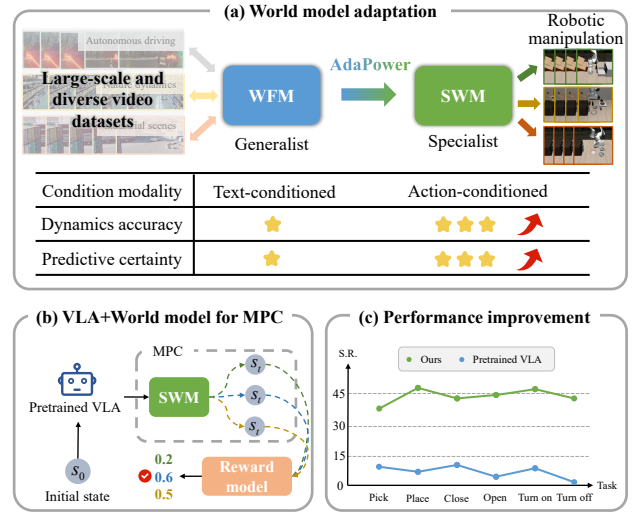 (a) World model adaptation
Autonomous driving
Nature dynamics
Large-scale and
diverse video
datasets
WFM
Generalist
AdaPower
SWM
Specialist
Robotic
manipulation
Condition modality Text-conditioned Action-conditioned
Dynamics accuracy
Predictive certainty
(b) VLA+World model for MPC
MPC
Pretrained VLA
SWM
S_t
S_t
S_t
S_0
Initial state
0.2
0.6
0.5
Reward
model
(c) Performance improvement
S.R.
Ours Pretrained VLA
45
30
15
0
Task
Pick Place Close Open Turn on Turn off